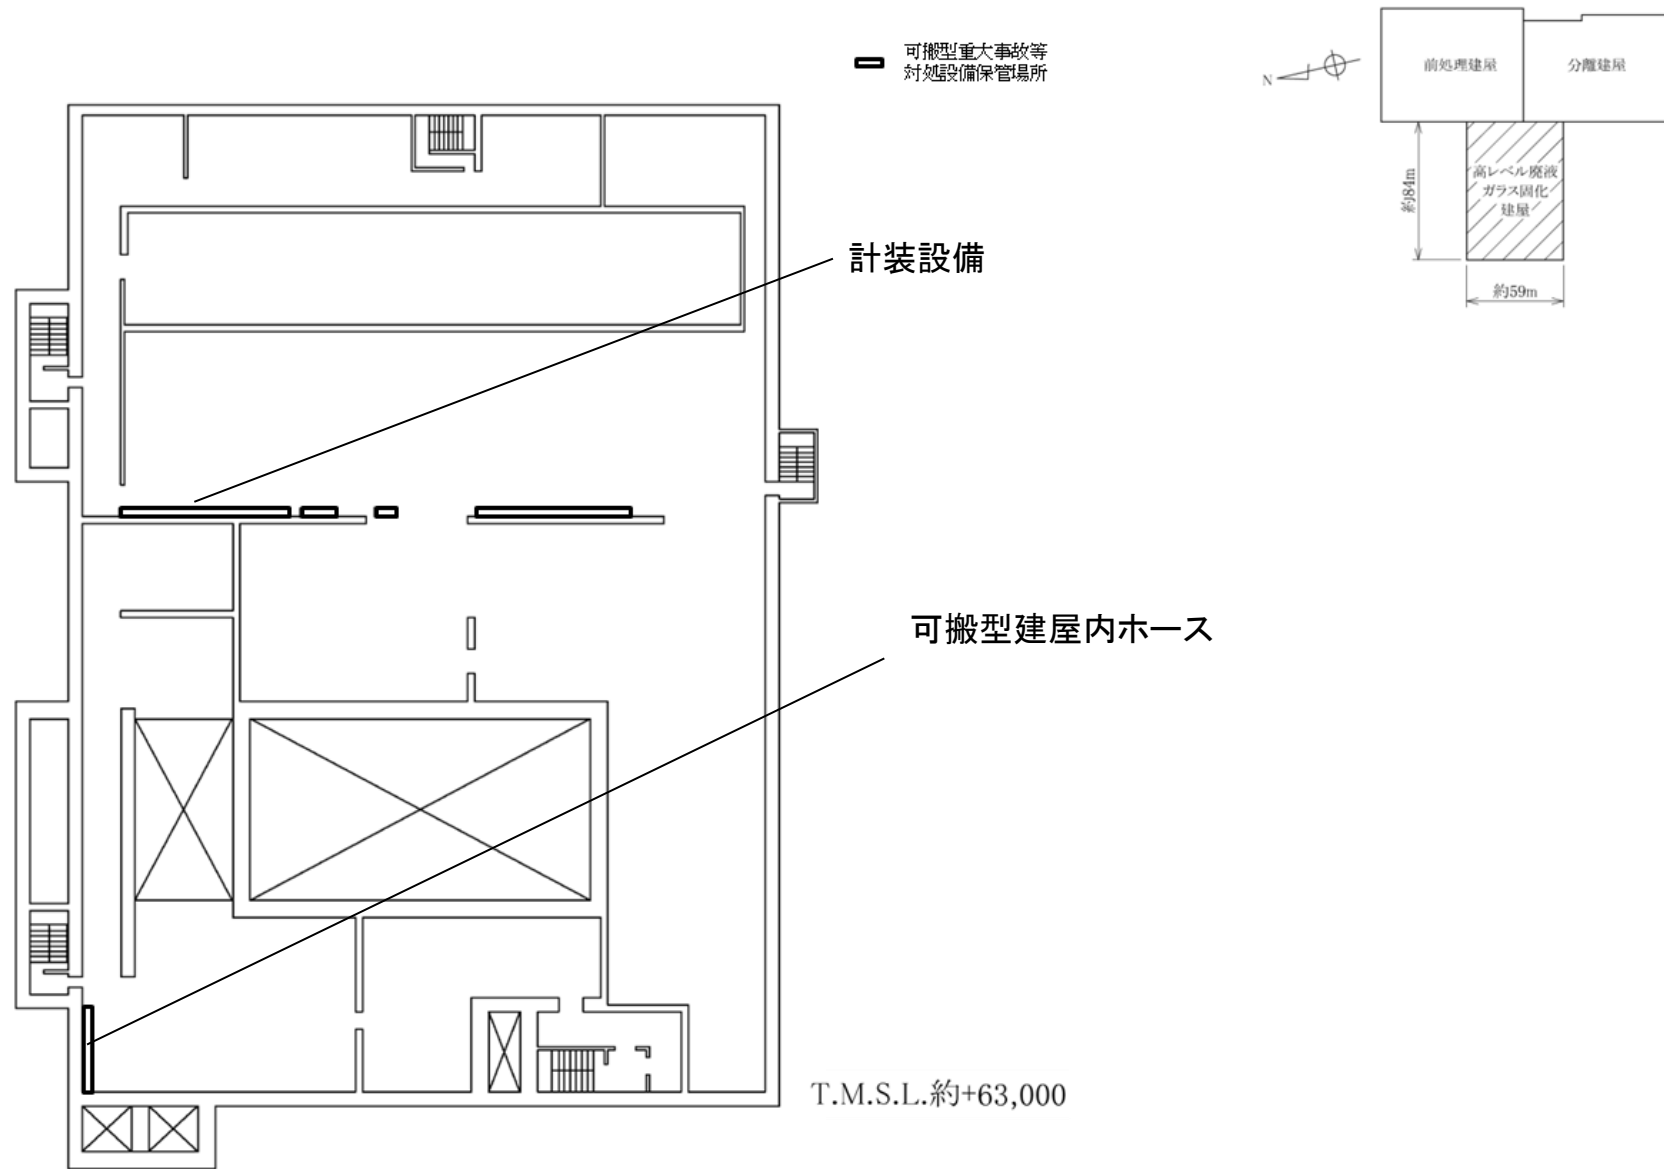 可搬型重大事故等
対処設備保管場所
N
前処理建屋
分離建屋
高レベル廃液
ガラス固化
建屋
約84m
約59m
計装設備
可搬型建屋内ホース
T.M.S.L.約+63,000